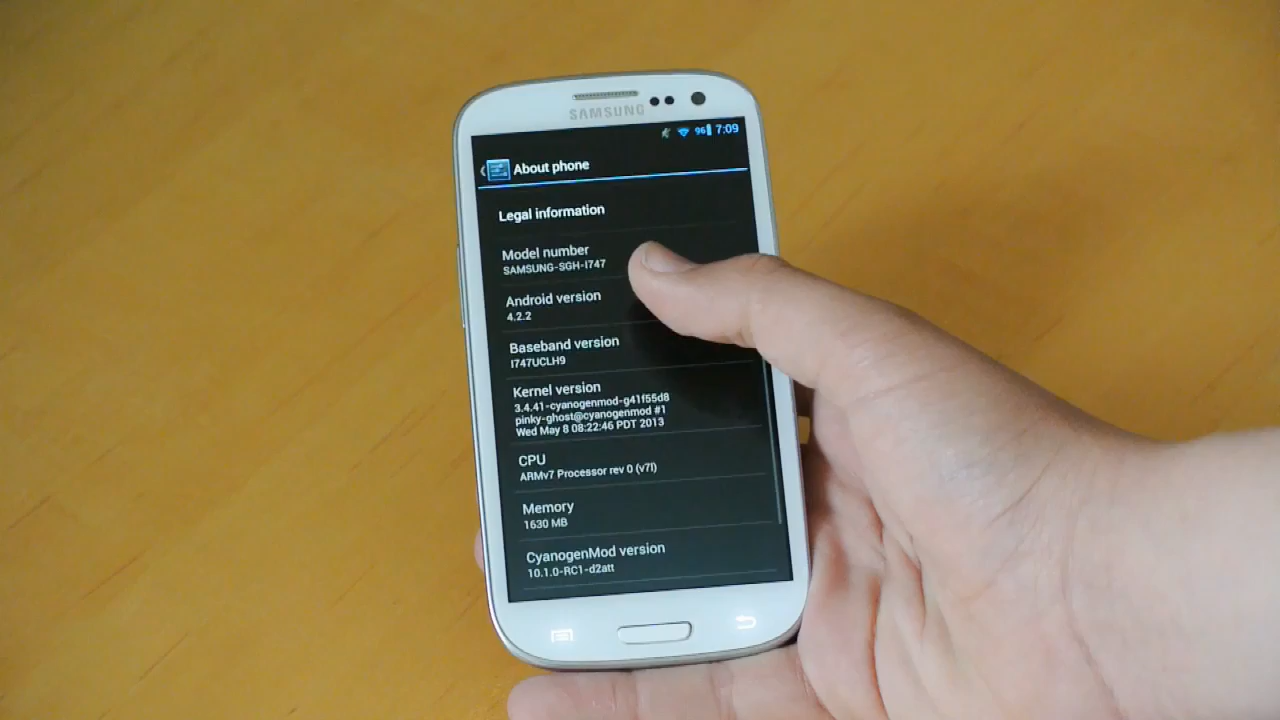 SAMSUNG
96 7:09
About phone
Legal information
Model number
SAMSUNG-SGH-I747
Android version
4.2.2
Baseband version
I747UCLH9
Kernel version
3.4.41-cyanogenmod-g41f55d8
pinky-ghost@cyanogenmod #1
Wed May 8 08:22:46 PDT 2013
CPU
ARMv7 Processor rev 0 (v7l)
Memory
1630 MB
CyanogenMod version
10.1.0-RC1-d2att